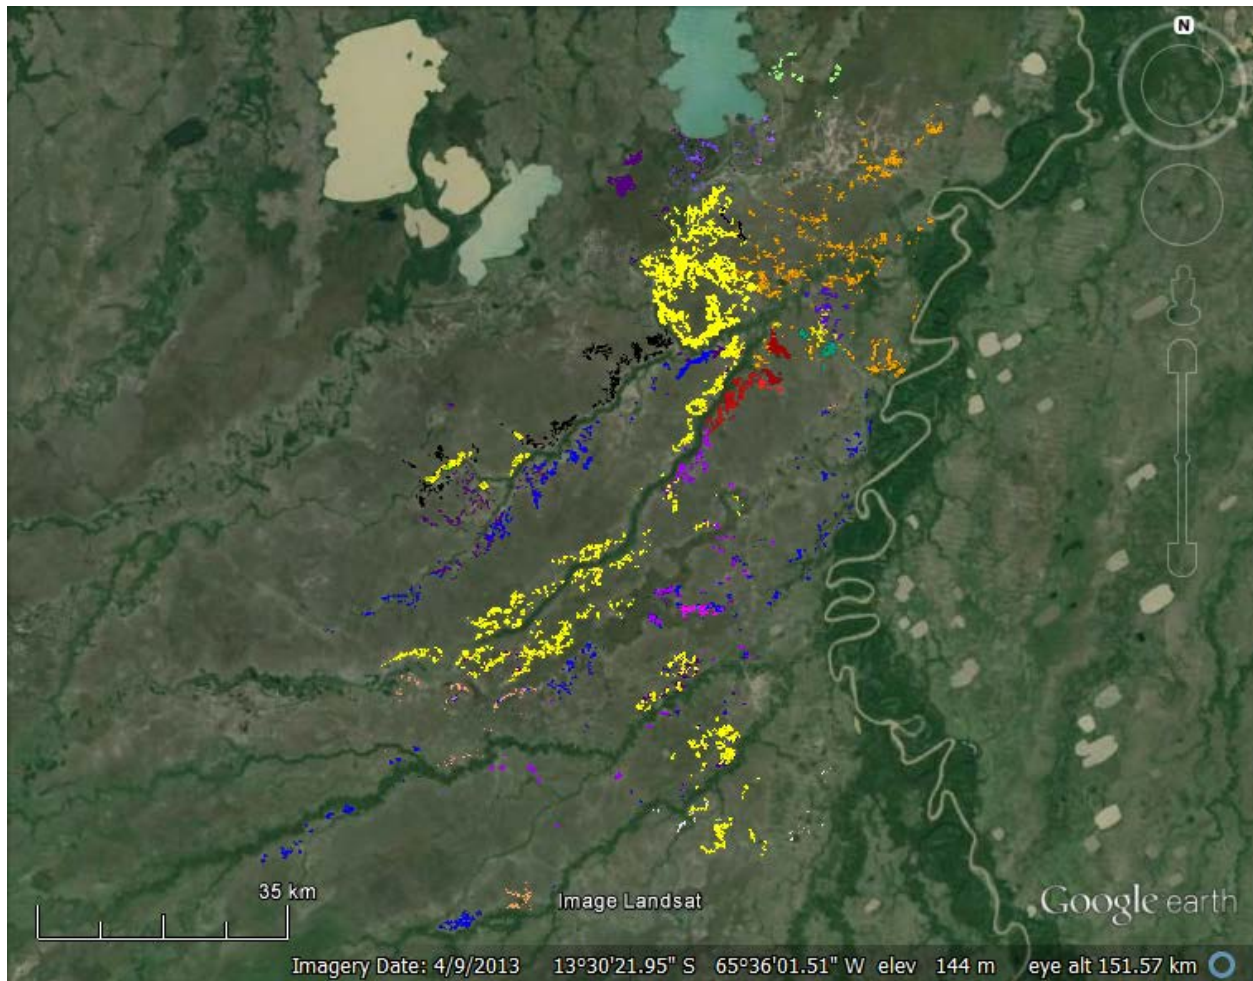 N
35 km
Image Landsat
Google earth
Imagery Date: 4/9/2013 13°30'21.95" S 65°36'01.51" W elev 144 m eye alt 151.57 km